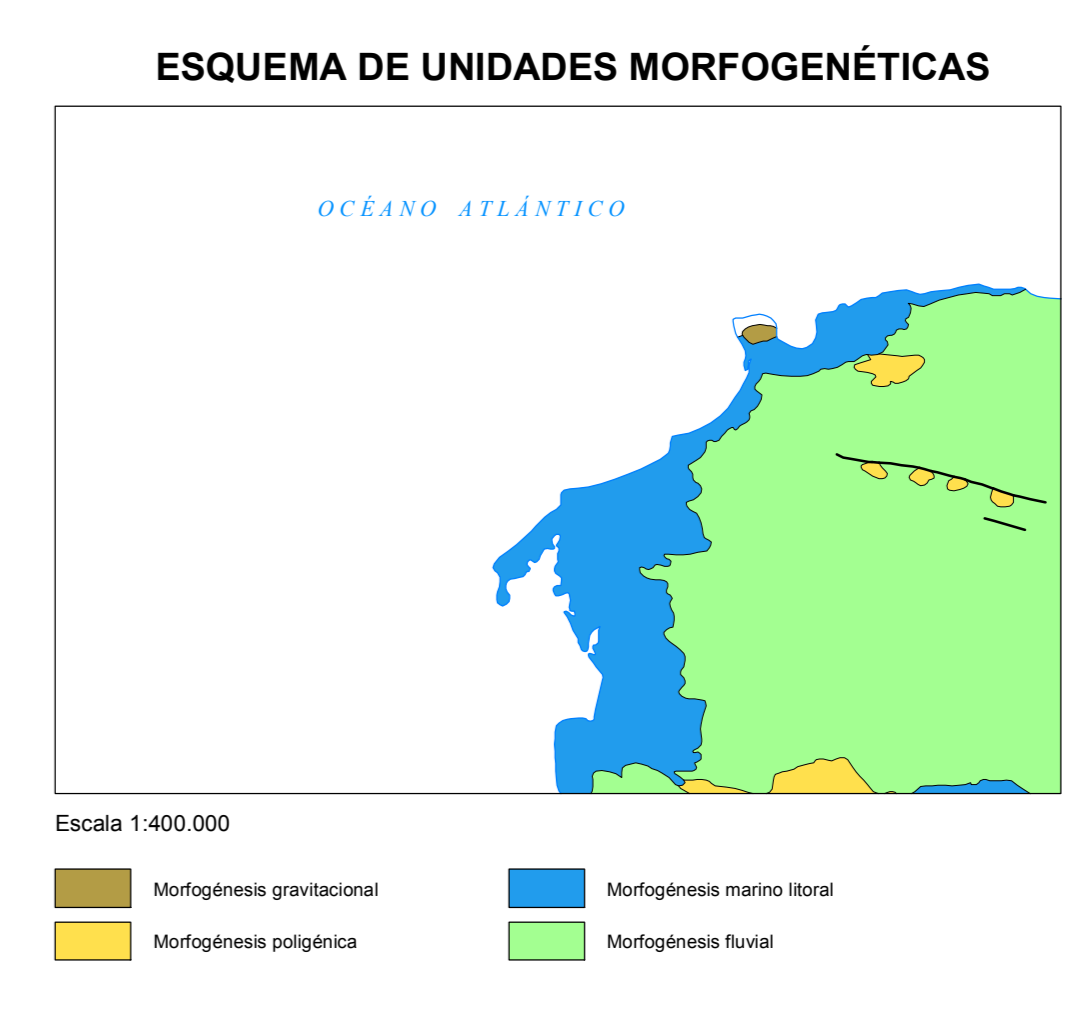 ESQUEMA DE UNIDADES MORFOGENÉTICAS
OCÉANO ATLÁNTICO
Escala 1:400.000
Morfogénesis gravitacional
Morfogénesis marino litoral
Morfogénesis poligénica
Morfogénesis fluvial